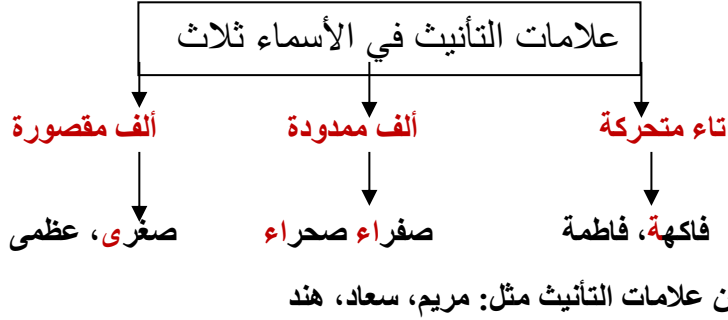 علامات التأنيث في الأسماء ثلاث
تاء متحركة ألف ممدودة ألف مقصورة
فاكهة، فاطمة صفراء صحراء صغرى، عظمى
علامات التأنيث مثل: مريم، سعاد، هند